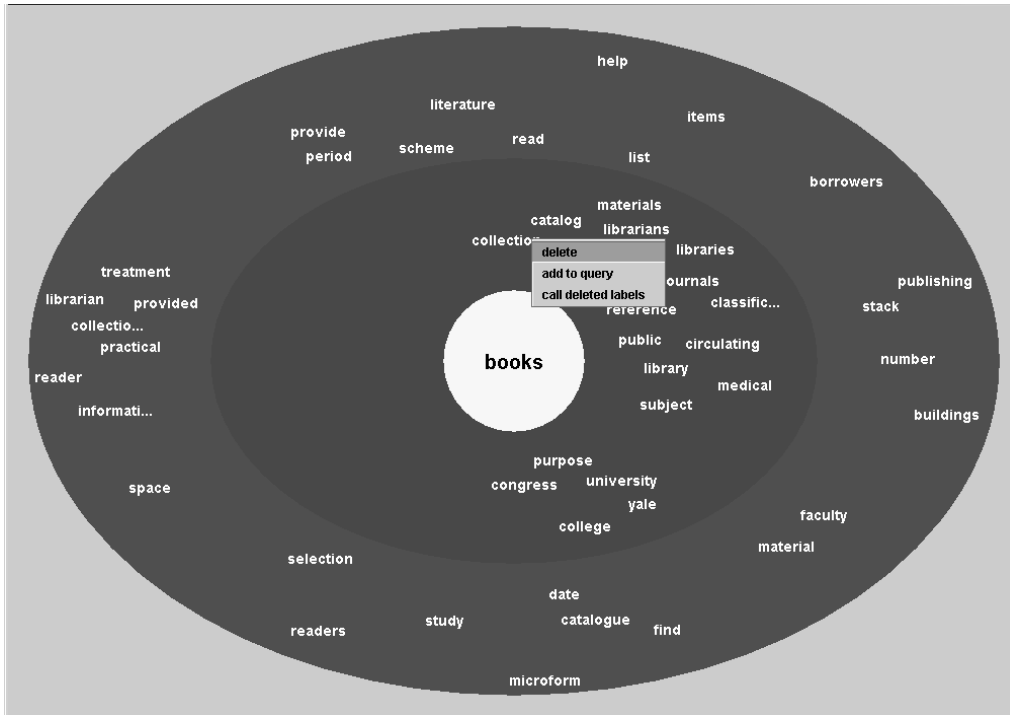 help
literature
items
provide
read
scheme
period
list
borrowers
materials
catalog
librarians
collection
libraries
delete
treatment
add to query
publishing
ournals
call deleted labels
librarian
provided
classific...
stack
reference
collectio...
public
circulating
practical
books
number
library
reader
medical
subject
informati...
buildings
purpose
university
congress
space
yale
faculty
college
material
selection
date
study
catalogue
find
readers
microform